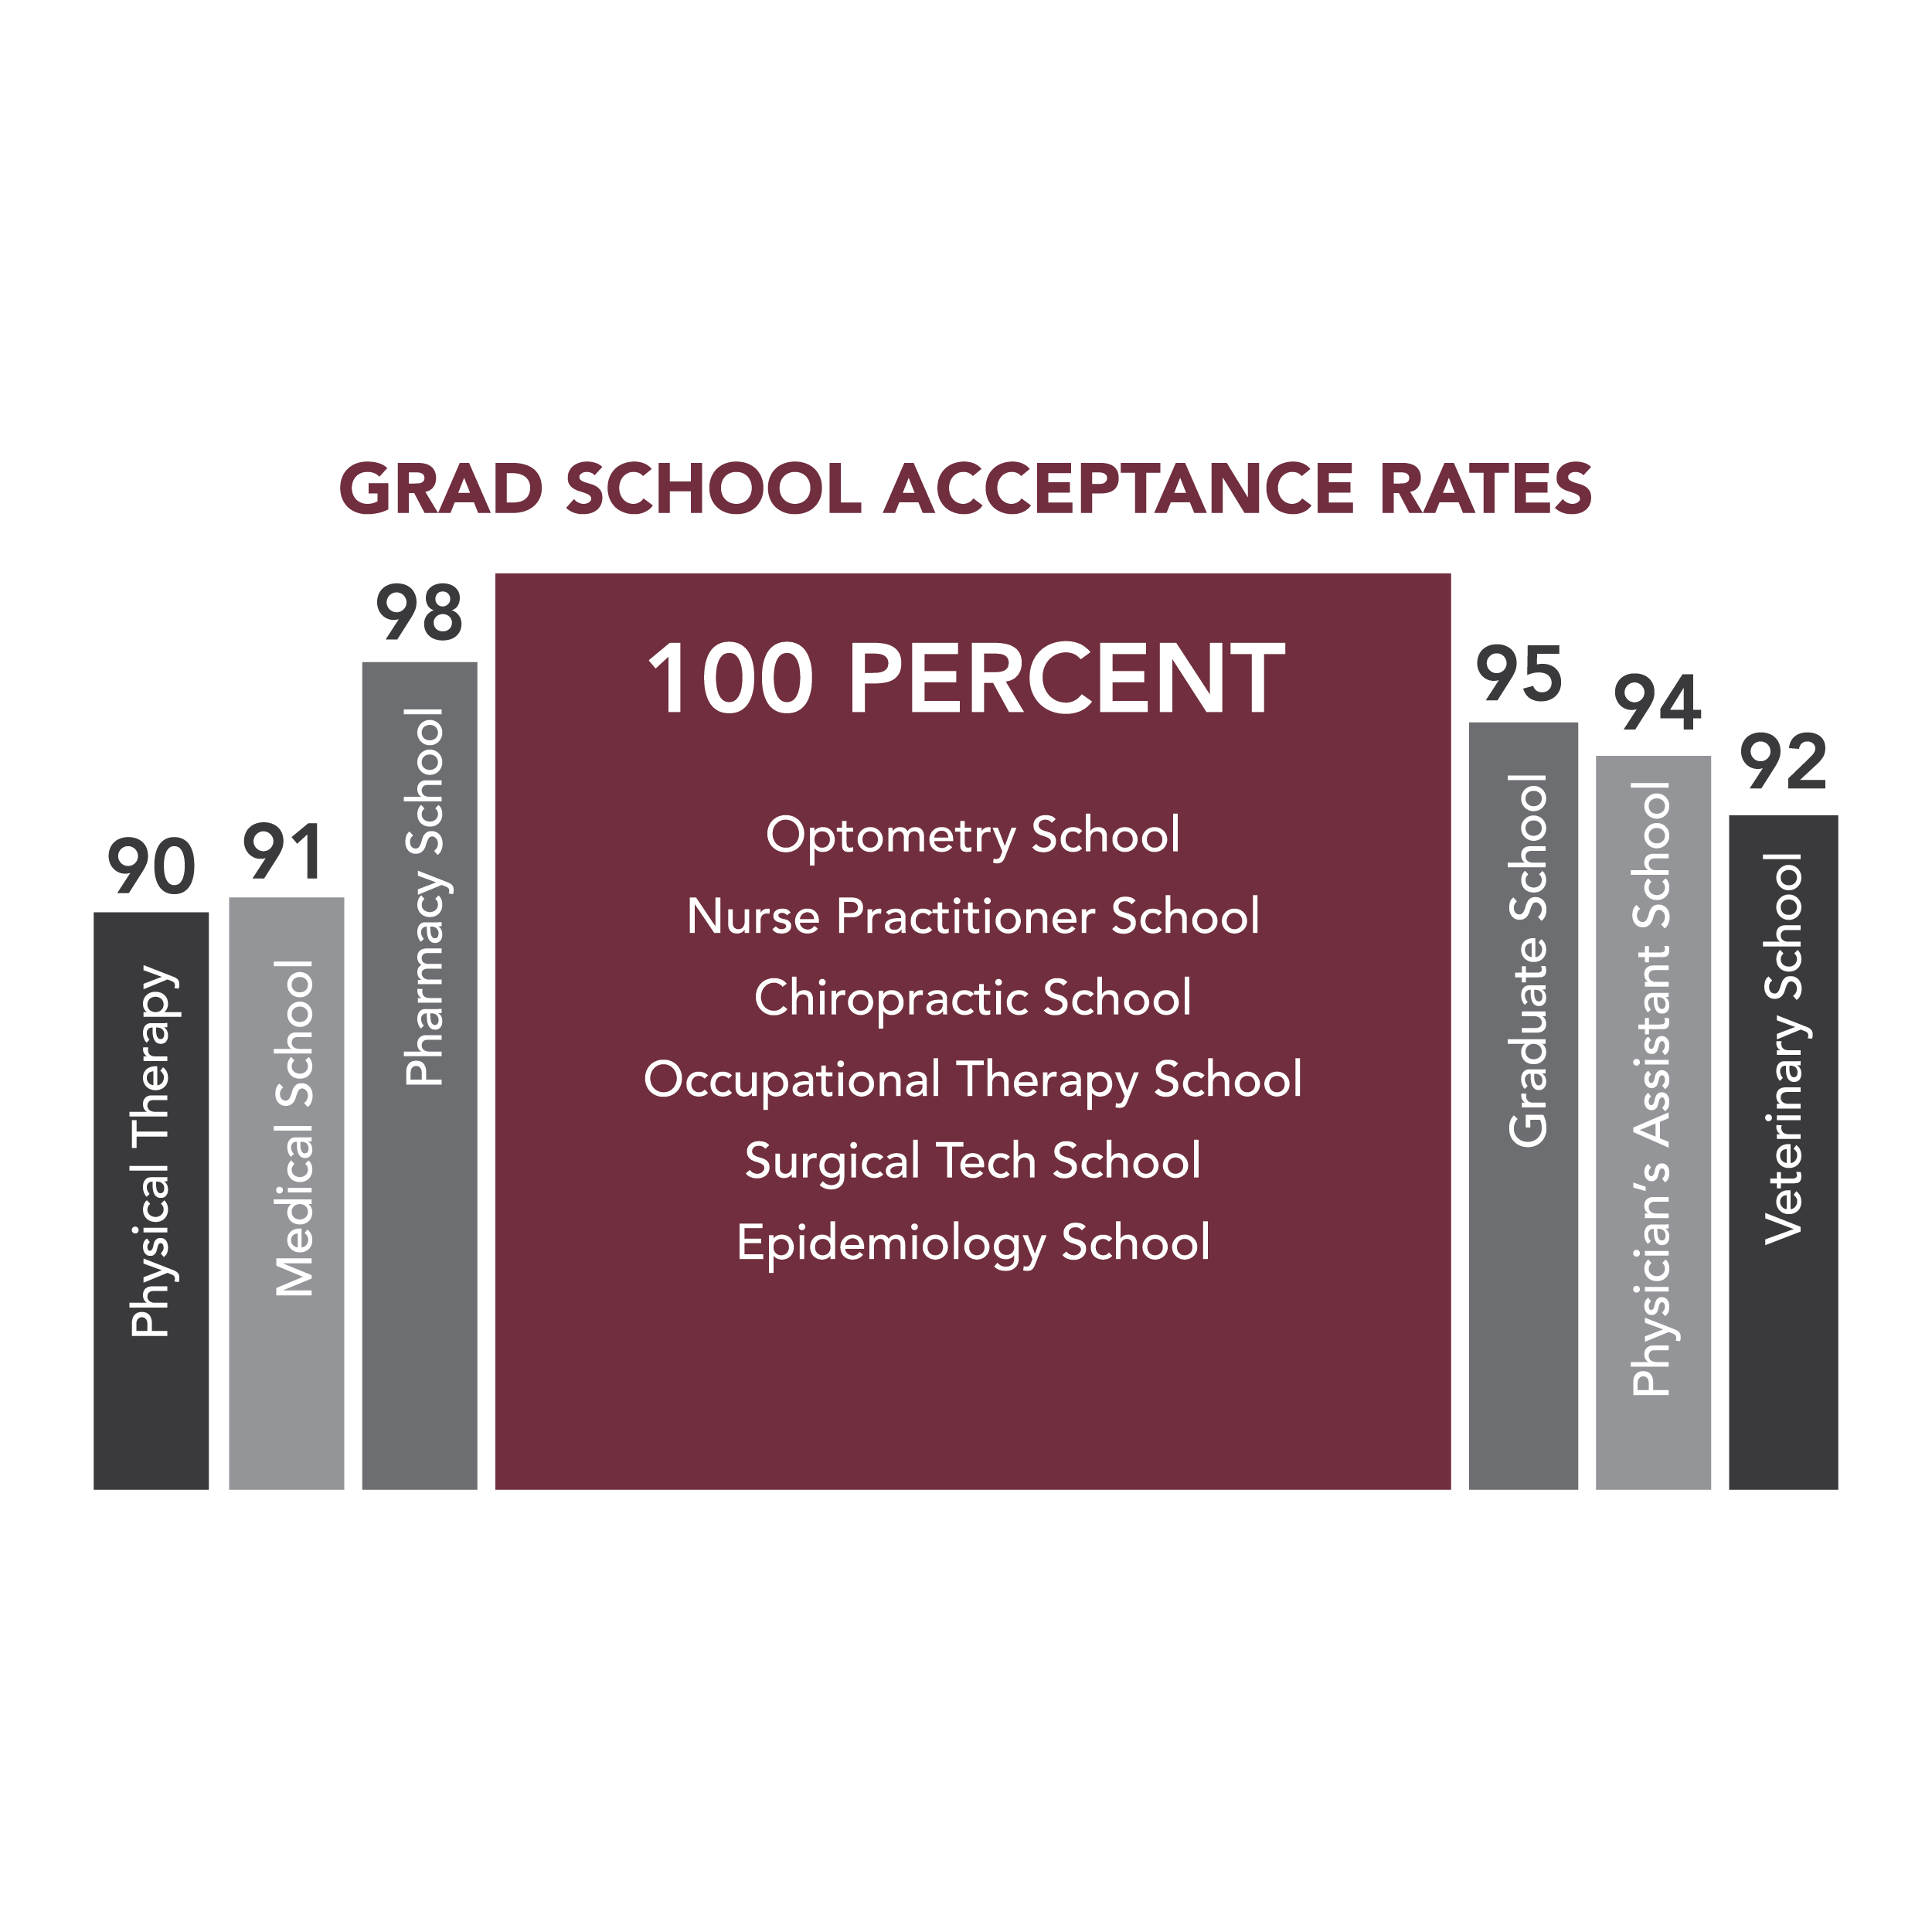 GRAD SCHOOL ACCEPTANCE RATES
90
Physical Therapy
91
Medical School
98
Pharmacy School
100 PERCENT
Optometry School
Nurse Practitioner School
Chiropractic School
Occupational Therapy School
Surgical Tech School
Epidemiology School
95
Graduate School
94
Physician's Assistant School
92
Veterinary School